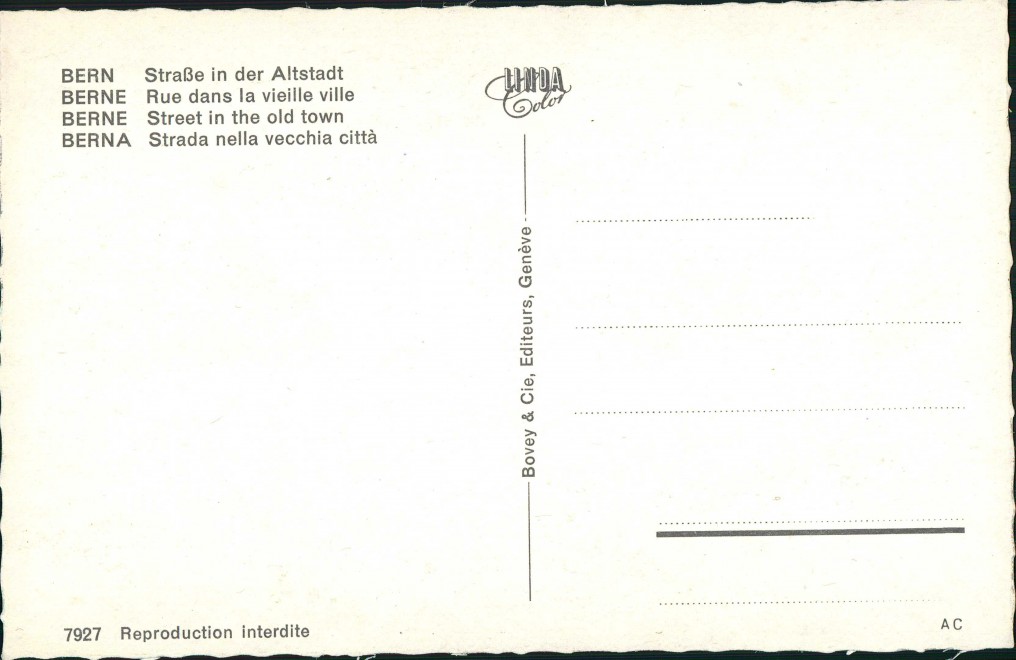 BERN Straße in der Altstadt
BERNE Rue dans la vieille ville
BERNE Street in the old town
BERNA Strada nella vecchia città
LINDA
Color
Bovey & Cie, Editeurs, Genève
7927 Reproduction interdite
AC